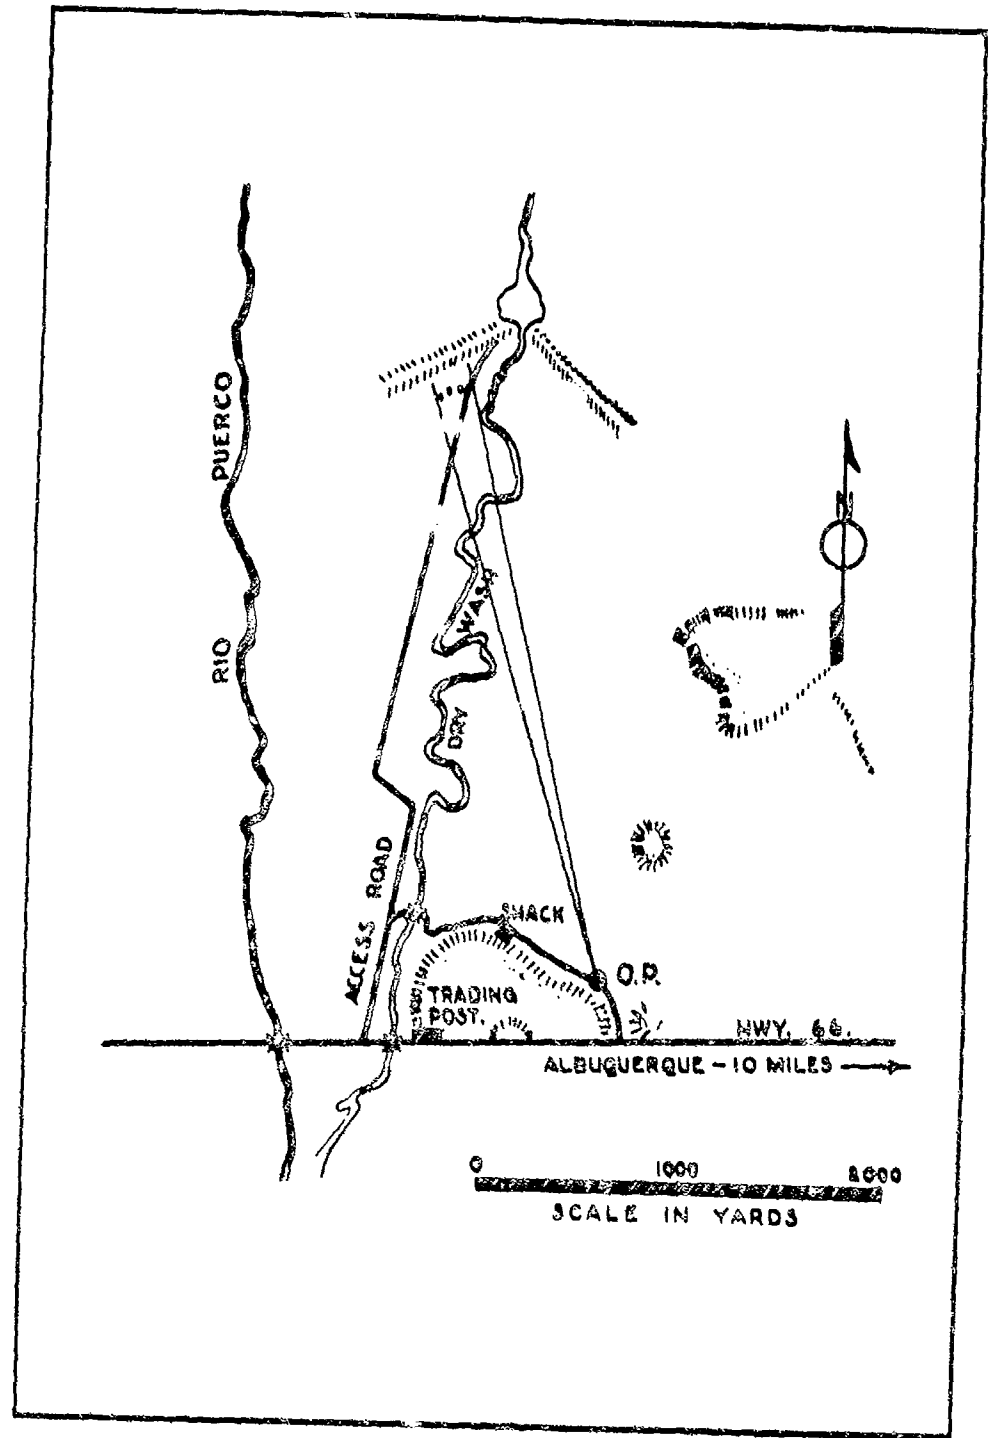 PUERCO
N
WASH
RIO
DRY
ACCESS ROAD
SHACK
O.P.
TRADING
POST.
HWY. 66.
ALBUQUERQUE - 10 MILES
0 1000 2000
SCALE IN YARDS